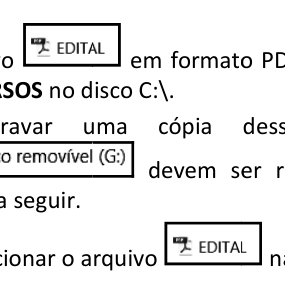 o EDITAL em formato PD
RSOS no disco C:\.
ravar uma cópia dess
o removível (G:) devem ser r
a seguir.
cionar o arquivo EDITAL na